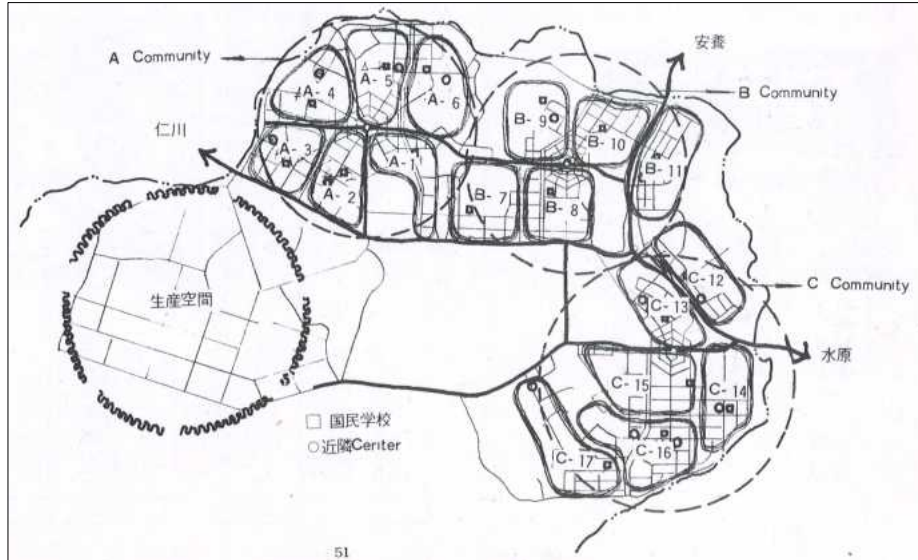 A Community
安養
B Community
仁川
A-4
A-5
A-6
A-3
A-2
A-1
B-9
B-10
B-11
B-7
B-8
C-12
C Community
C-13
生産空間
水原
C-15
C-14
国民学校
近隣Center
C-16
C-17
51